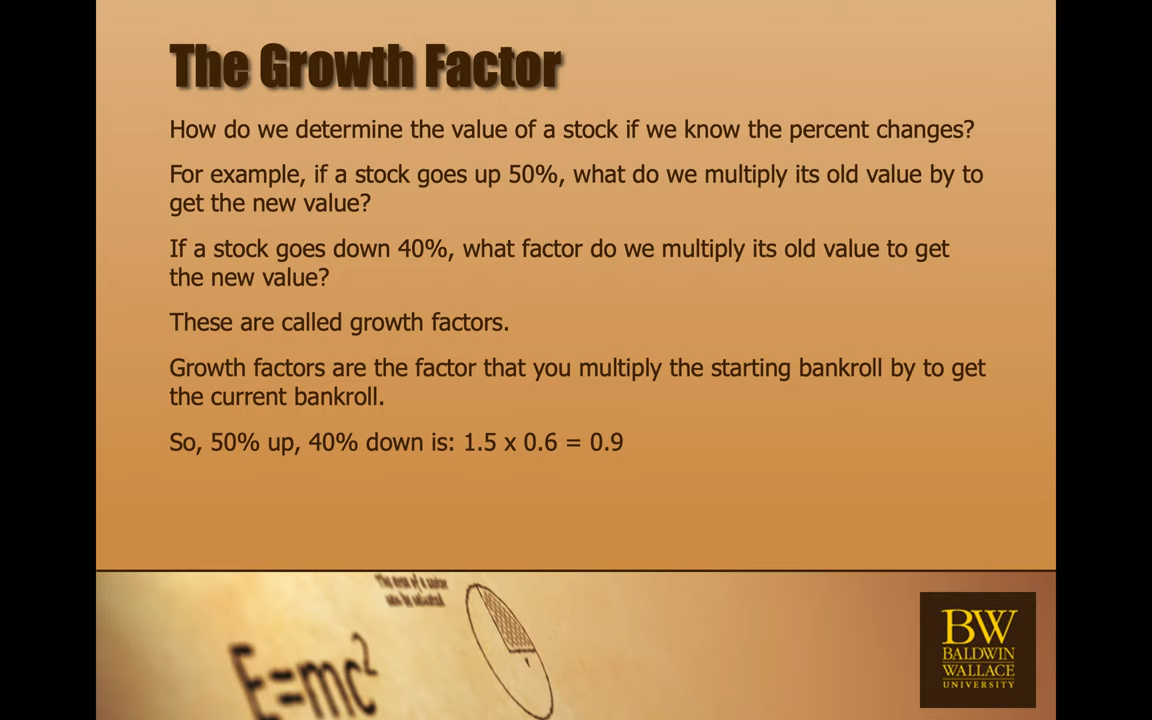 The Growth Factor
How do we determine the value of a stock if we know the percent changes?
For example, if a stock goes up 50%, what do we multiply its old value by to
get the new value?
If a stock goes down 40%, what factor do we multiply its old value to get
the new value?
These are called growth factors.
Growth factors are the factor that you multiply the starting bankroll by to get
the current bankroll.
So, 50% up, 40% down is: 1.5 x 0.6 = 0.9
The area of a
E=mc²
BW
BALDWIN
WALLACE
UNIVERSITY